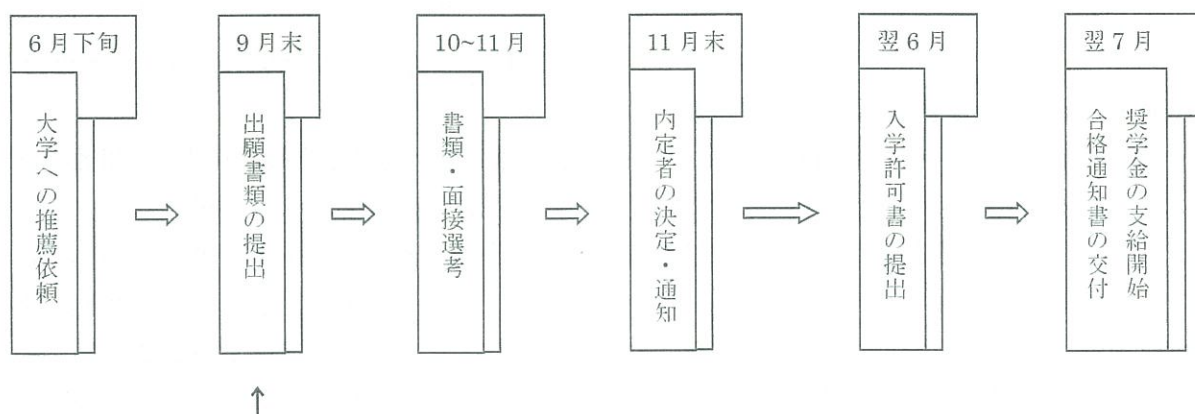 6月下旬
大学への推薦依頼
9月末
出願書類の提出
10~11月
書類・面接選考
11月末
内定者の決定・通知
翌6月
入学許可書の提出
翌7月
奨学金の支給開始
合格通知書の交付